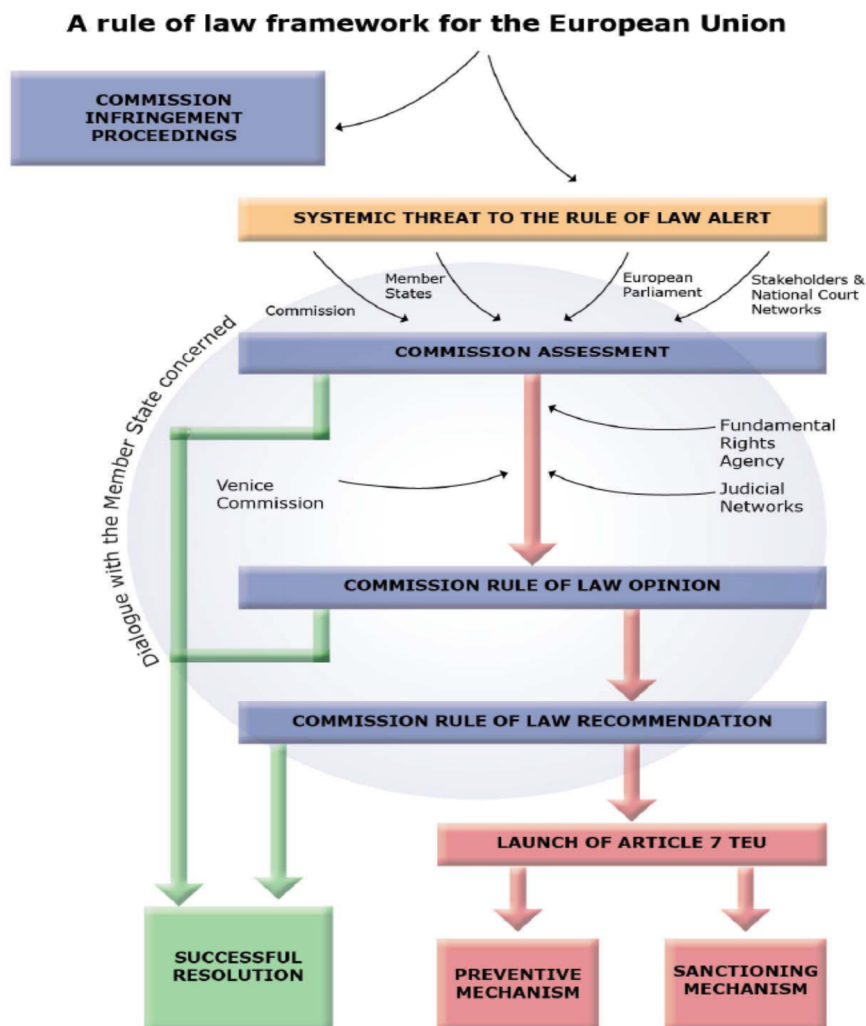 A rule of law framework for the European Union
COMMISSION
INFRINGEMENT
PROCEEDINGS
SYSTEMIC THREAT TO THE RULE OF LAW ALERT
Commission
Member
States
European
Parliament
Stakeholders &
National Court
Networks
COMMISSION ASSESSMENT
Dialogue with the Member State concerned
Fundamental
Rights
Agency
Venice
Commission
Judicial
Networks
COMMISSION RULE OF LAW OPINION
COMMISSION RULE OF LAW RECOMMENDATION
LAUNCH OF ARTICLE 7 TEU
SUCCESSFUL
RESOLUTION
PREVENTIVE
MECHANISM
SANCTIONING
MECHANISM